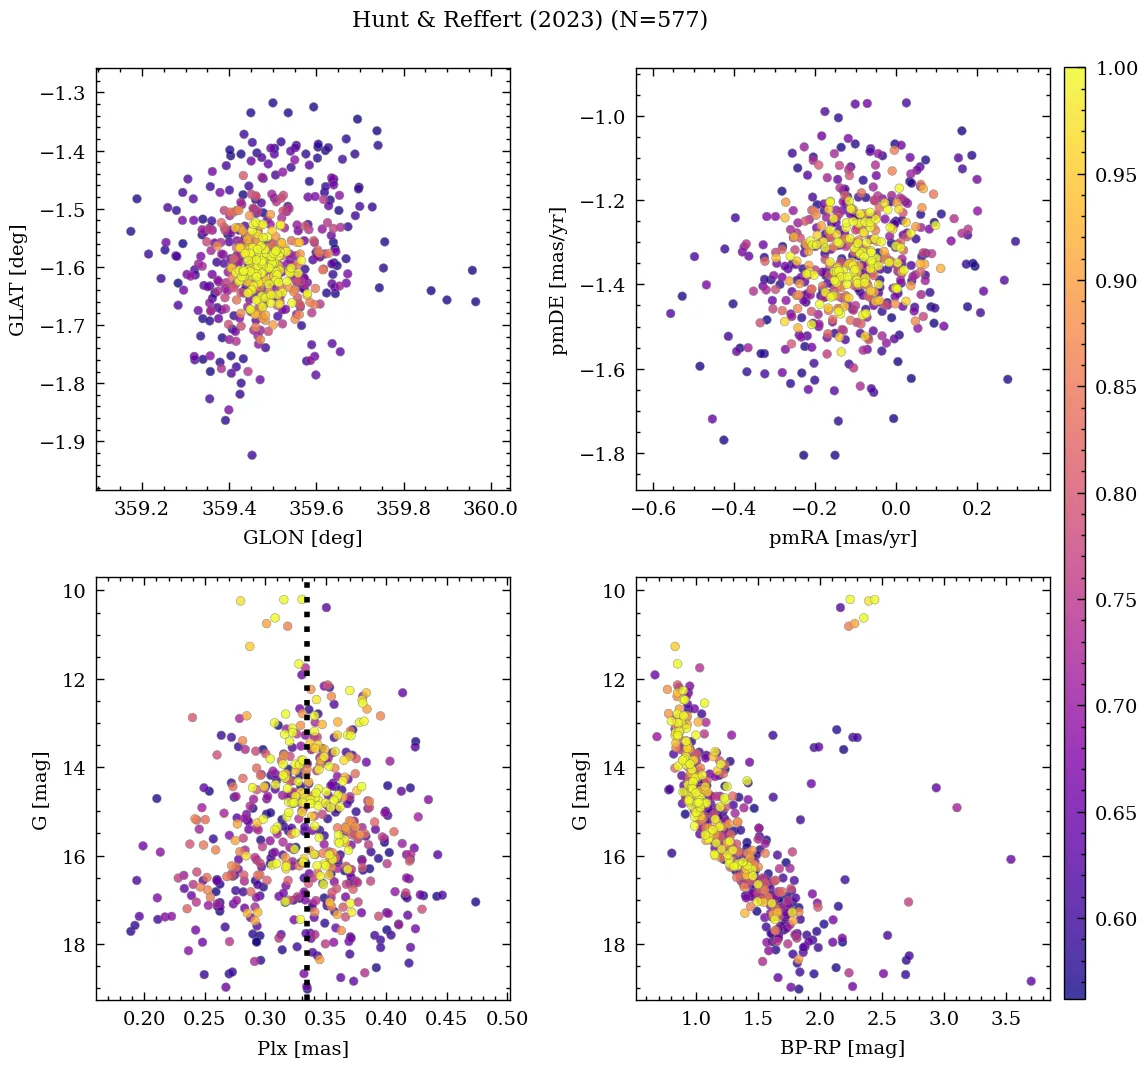 Hunt & Reffert (2023) (N=577)
−1.3
−1.4
−1.5
−1.6
−1.7
−1.8
−1.9
GLAT [deg]
359.2 359.4 359.6 359.8 360.0
GLON [deg]
−1.0
−1.2
−1.4
−1.6
−1.8
pmDE [mas/yr]
−0.6 −0.4 −0.2 0.0 0.2
pmRA [mas/yr]
10
12
14
16
18
G [mag]
0.20 0.25 0.30 0.35 0.40 0.45 0.50
Plx [mas]
10
12
14
16
18
G [mag]
1.0 1.5 2.0 2.5 3.0 3.5
BP-RP [mag]
1.00
0.95
0.90
0.85
0.80
0.75
0.70
0.65
0.60